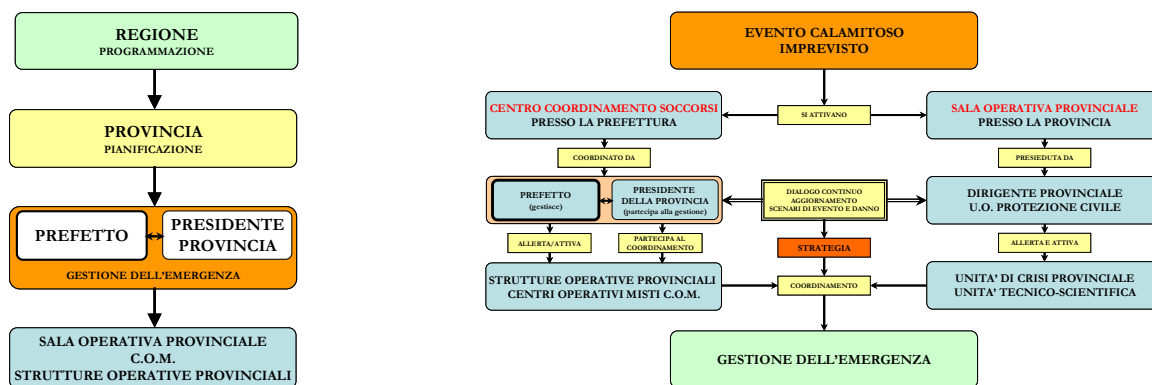 REGIONE
PROGRAMMAZIONE
PROVINCIA
PIANIFICAZIONE
PREFETTO
PRESIDENTE
PROVINCIA
GESTIONE DELL'EMERGENZA
SALA OPERATIVA PROVINCIALE
C.O.M.
STRUTTURE OPERATIVE PROVINCIALI
EVENTO CALAMITOSO
IMPREVISTO
CENTRO COORDINAMENTO SOCCORSI
PRESSO LA PREFETTURA
SI ATTIVANO
SALA OPERATIVA PROVINCIALE
PRESSO LA PROVINCIA
COORDINATO DA
PRESIEDUTA DA
PREFETTO
(gestisce)
PRESIDENTE
DELLA PROVINCIA
(partecipa alla gestione)
DIALOGO CONTINUO
AGGIORNAMENTO
SCENARI DI EVENTO E DANNO
DIRIGENTE PROVINCIALE
U.O. PROTEZIONE CIVILE
ALLERTA/ATTIVA
PARTECIPA AL
COORDINAMENTO
STRATEGIA
ALLERTA E ATTIVA
STRUTTURE OPERATIVE PROVINCIALI
CENTRI OPERATIVI MISTI C.O.M.
COORDINAMENTO
UNITA' DI CRISI PROVINCIALE
UNITA' TECNICO-SCIENTIFICA
GESTIONE DELL'EMERGENZA